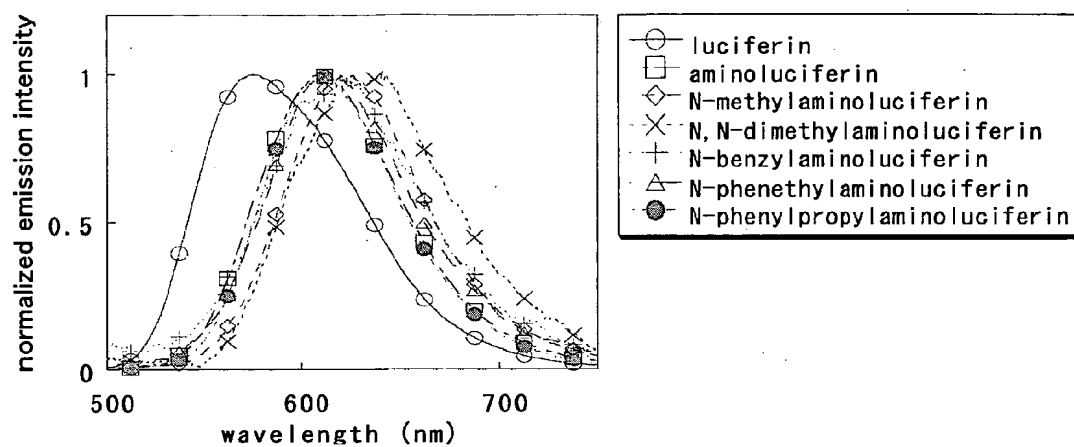 normalized emission intensity
1
0.5
0
500
600
700
wavelength (nm)
luciferin
aminoluciferin
N-methylaminoluciferin
N,N-dimethylaminoluciferin
N-benzylaminoluciferin
N-phenethylaminoluciferin
N-phenylpropylaminoluciferin